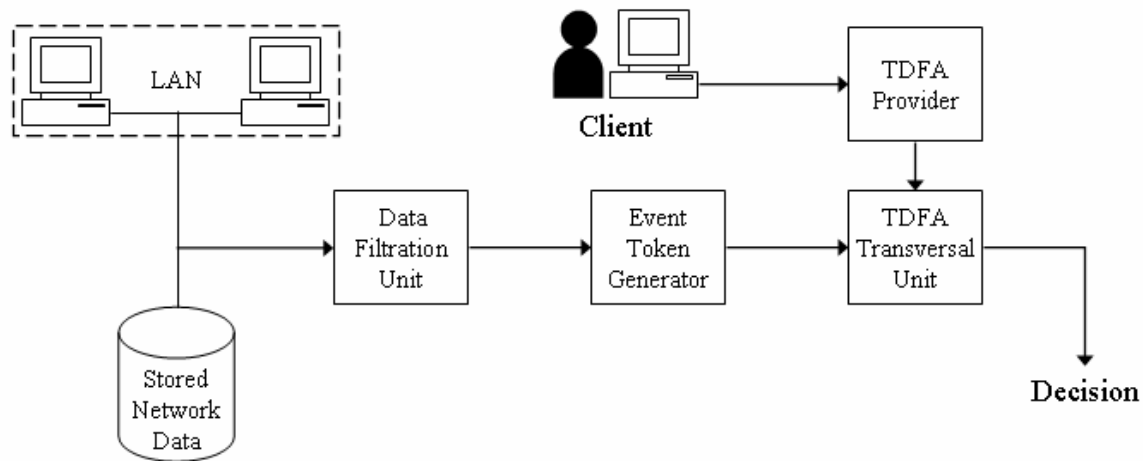 LAN
Client
TDFA
Provider
Data
Filtration
Unit
Event
Token
Generator
TDFA
Transversal
Unit
Stored
Network
Data
Decision